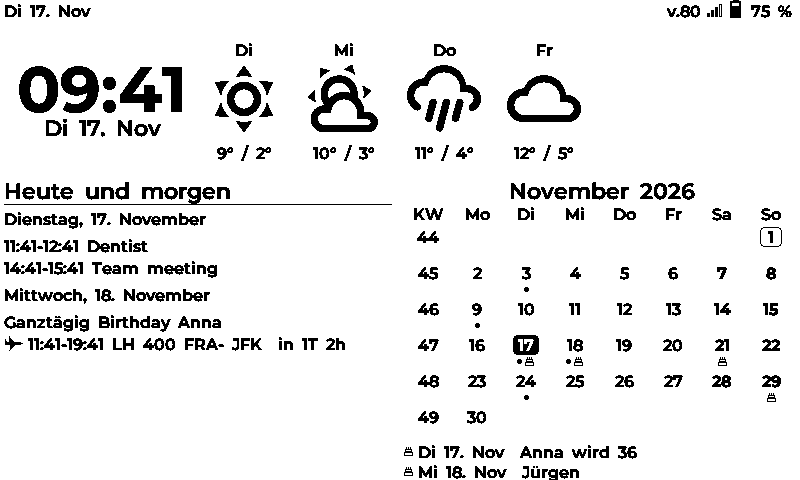 Di 17. Nov
v.80 75 %
09:41
Di 17. Nov
Di Mi Do Fr
9° / 2° 10° / 3° 11° / 4° 12° / 5°
Heute und morgen
Dienstag, 17. November
11:41-12:41 Dentist
14:41-15:41 Team meeting
Mittwoch, 18. November
Ganztägig Birthday Anna
11:41-19:41 LH 400 FRA- JFK in 1T 2h
November 2026
KW Mo Di Mi Do Fr Sa So
44 1
45 2 3 4 5 6 7 8
46 9 10 11 12 13 14 15
47 16 17 18 19 20 21 22
48 23 24 25 26 27 28 29
49 30
Di 17. Nov Anna wird 36
Mi 18. Nov Jürgen